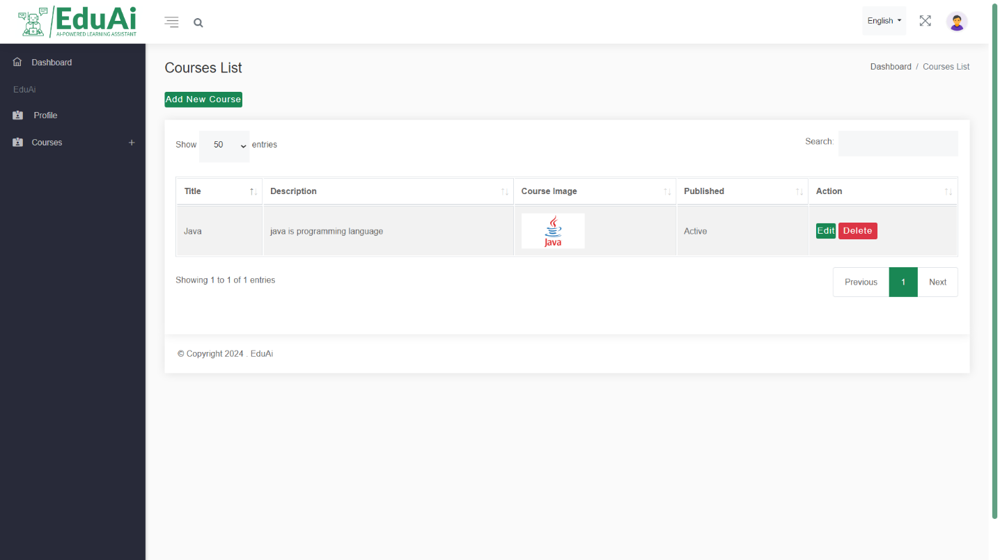 EduAi
AI-POWERED LEARNING ASSISTANT
English
Dashboard
EduAi
Profile
Courses +
Courses List
Dashboard / Courses List
Add New Course
Show 50 entries
Search:
Title Description Course Image Published Action
Java java is programming language Java Active Edit Delete
Showing 1 to 1 of 1 entries
Previous 1 Next
© Copyright 2024 . EduAi